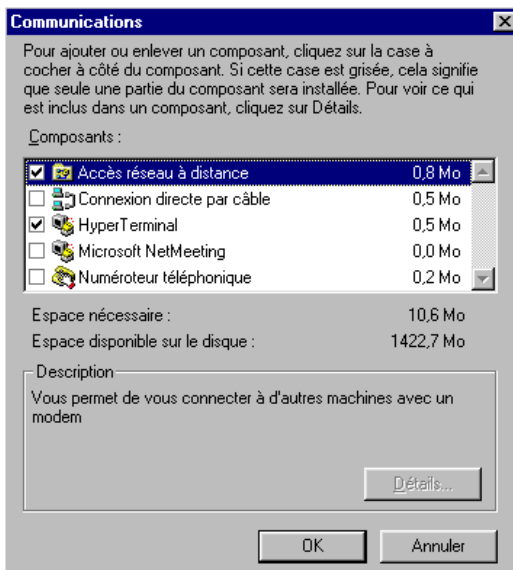 Communications
Pour ajouter ou enlever un composant, cliquez sur la case à
cocher à côté du composant. Si cette case est grisée, cela signifie
que seule une partie du composant sera installée. Pour voir ce qui
est inclus dans un composant, cliquez sur Détails.
Composants :
Accès réseau à distance 0,8 Mo
Connexion directe par câble 0,5 Mo
HyperTerminal 0,5 Mo
Microsoft NetMeeting 0,0 Mo
Numéroteur téléphonique 0,2 Mo
Espace nécessaire : 10,6 Mo
Espace disponible sur le disque : 1422,7 Mo
Description
Vous permet de vous connecter à d'autres machines avec un
modem
Détails...
OK Annuler